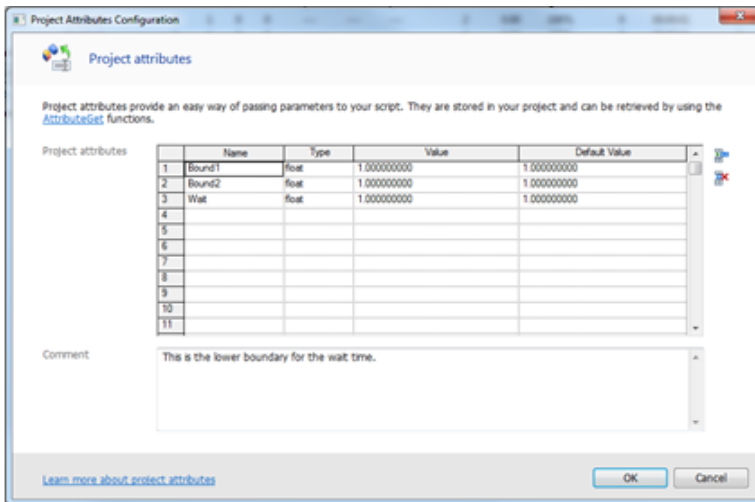 Project Attributes Configuration
Project attributes
Project attributes provide an easy way of passing parameters to your script. They are stored in your project and can be retrieved by using the
AttributeGet functions.
Project attributes
Name Type Value Default Value
1 Bound1 float 1.000000000 1.000000000
2 Bound2 float 1.000000000 1.000000000
3 Wait float 1.000000000 1.000000000
4
5
6
7
8
9
10
11
Comment
This is the lower boundary for the wait time.
Learn more about project attributes
OK Cancel